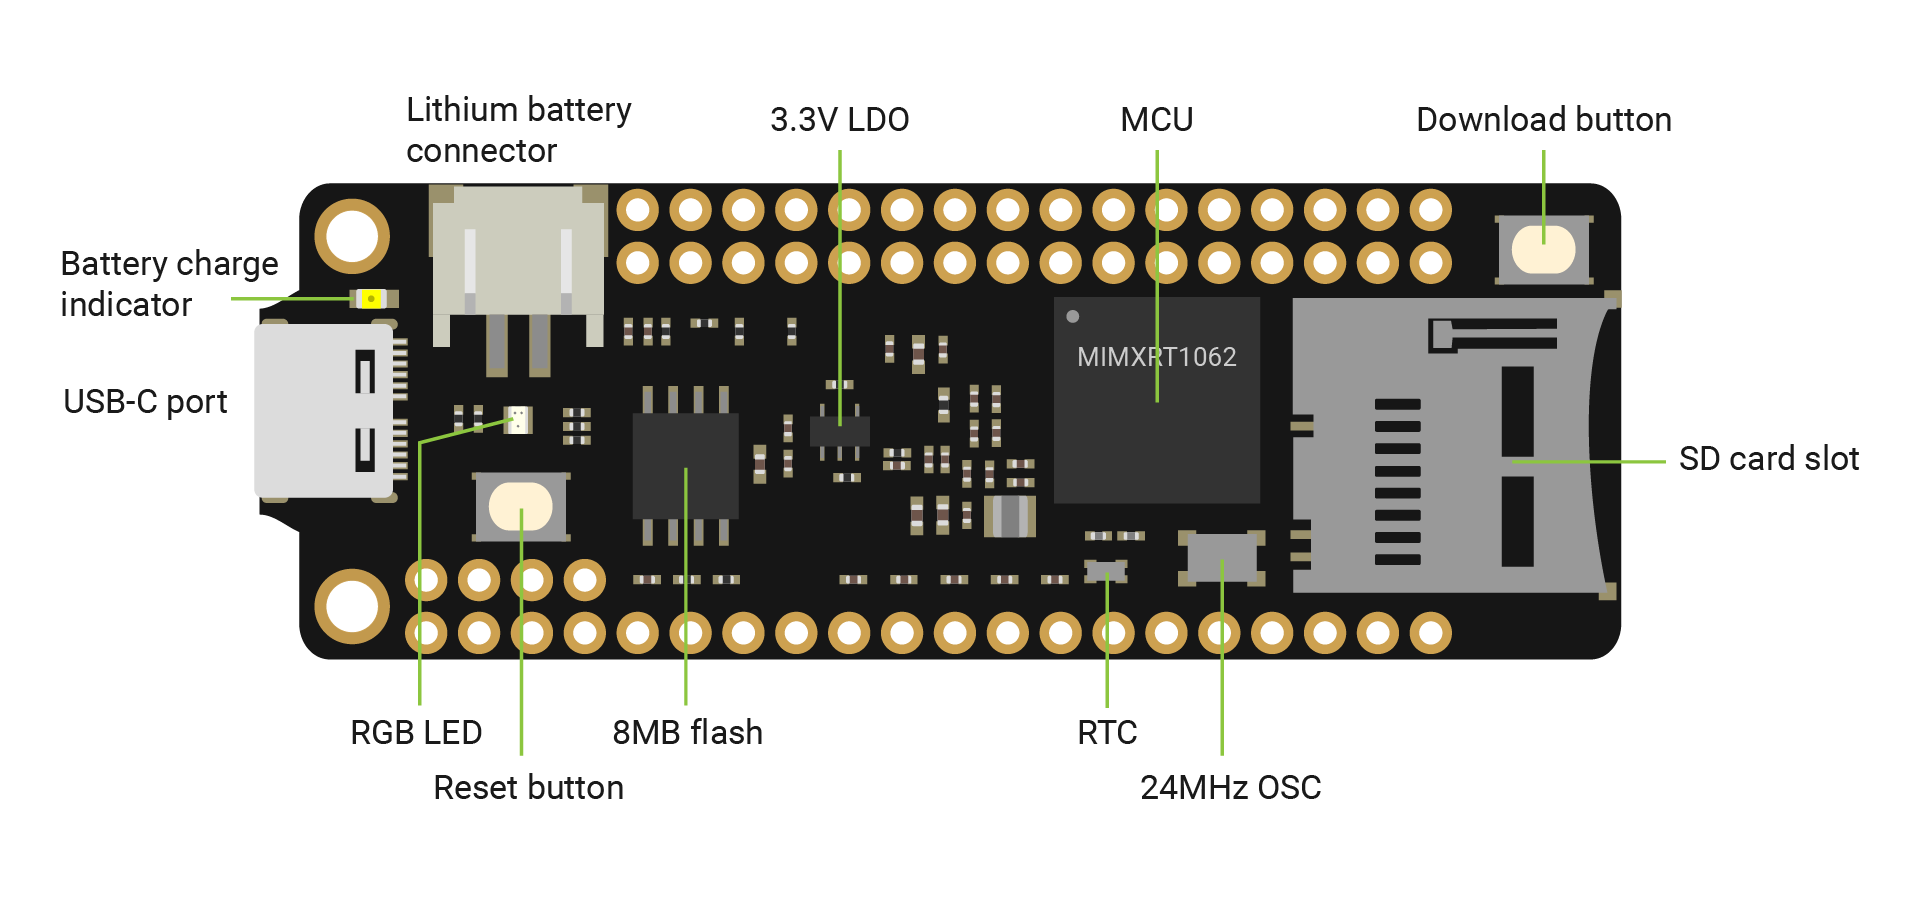 Lithium battery
connector
3.3V LDO
MCU
Download button
Battery charge
indicator
MIMXRT1062
USB-C port
SD card slot
RGB LED
8MB flash
RTC
Reset button
24MHz OSC